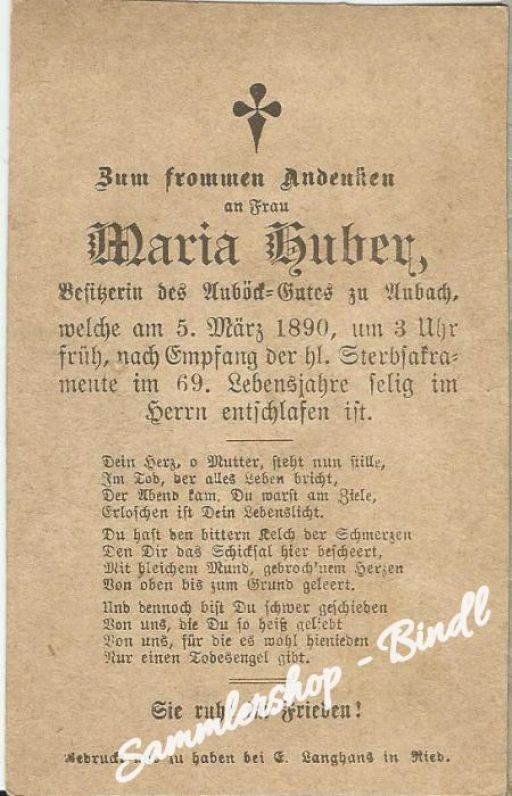 Zum frommen Andenken
an Frau
Maria Huber,
Besitzerin des Auböck-Gutes zu Aubach,
welche am 5. März 1890, um 3 Uhr
früh, nach Empfang der hl. Sterbsakra-
mente im 69. Lebensjahre selig im
Herrn entschlafen ist.
Dein Herz, o Mutter, steht nun stille,
Im Tod, der alles Leben bricht,
Der Abend kam. Du warst am Ziele,
Erloschen ist Dein Lebenslicht.
Du hast den bittern Kelch der Schmerzen
Den Dir das Schicksal hier bescheert,
Mit bleichem Mund, gebroch'nem Herzen
Von oben bis zum Grund geleert.
Und dennoch bist Du schwer geschieden
Von uns, die Du so heiß geliebt
Von uns, für die es wohl hienieden
Nur einen Todesengel gibt.
Sie ruhe Frieden!
zu haben bei E. Langhans in Ried.
Sammlershop - Bindl